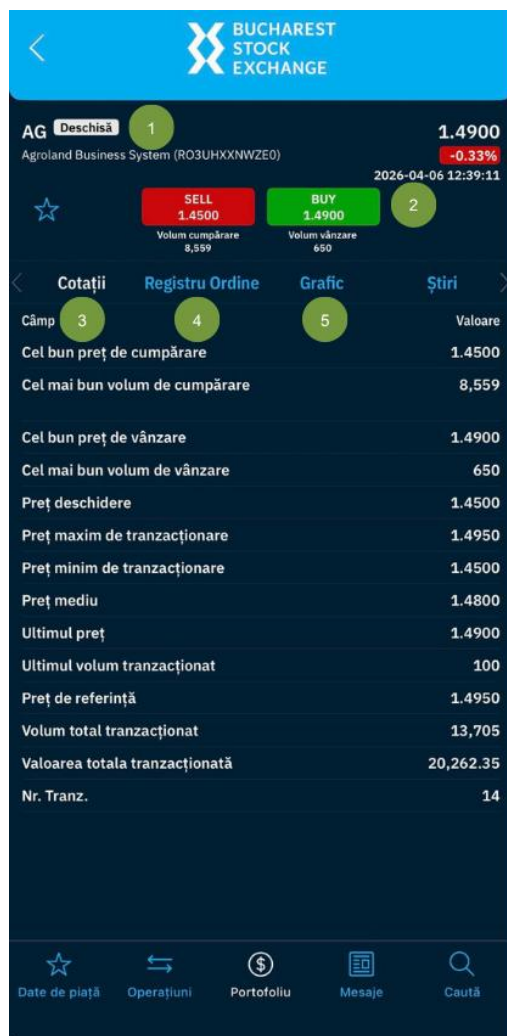 BUCHAREST
STOCK
EXCHANGE
AG Deschisă 1 1.4900
Agroland Business System (RO3UHXXNWZE0) -0.33%
2026-04-06 12:39:11
SELL BUY 2
1.4500 1.4900
Volum cumpărare Volum vânzare
8,559 650
Cotații Registru Ordine Grafic Știri
Câmp 3 4 5 Valoare
Cel bun preț de cumpărare 1.4500
Cel mai bun volum de cumpărare 8,559
Cel bun preț de vânzare 1.4900
Cel mai bun volum de vânzare 650
Preț deschidere 1.4500
Preț maxim de tranzacționare 1.4950
Preț minim de tranzacționare 1.4500
Preț mediu 1.4800
Ultimul preț 1.4900
Ultimul volum tranzacționat 100
Preț de referință 1.4950
Volum total tranzacționat 13,705
Valoarea totala tranzacționată 20,262.35
Nr. Tranz. 14
Date de piață Operațiuni Portofoliu Mesaje Caută